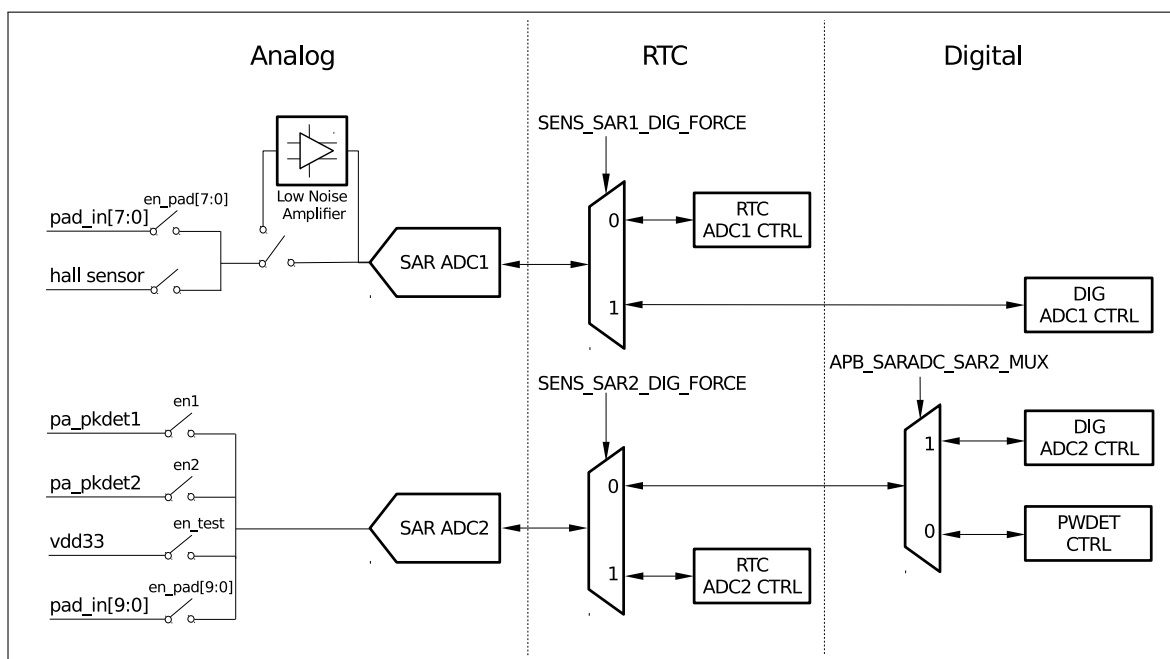 Analog
RTC
Digital
SENS_SAR1_DIG_FORCE
Low Noise
Amplifier
en_pad[7:0]
pad_in[7:0]
hall sensor
SAR ADC1
0
1
RTC
ADC1 CTRL
DIG
ADC1 CTRL
SENS_SAR2_DIG_FORCE
APB_SARADC_SAR2_MUX
en1
pa_pkdet1
en2
pa_pkdet2
en_test
vdd33
en_pad[9:0]
pad_in[9:0]
SAR ADC2
0
1
RTC
ADC2 CTRL
1
0
DIG
ADC2 CTRL
PWDET
CTRL